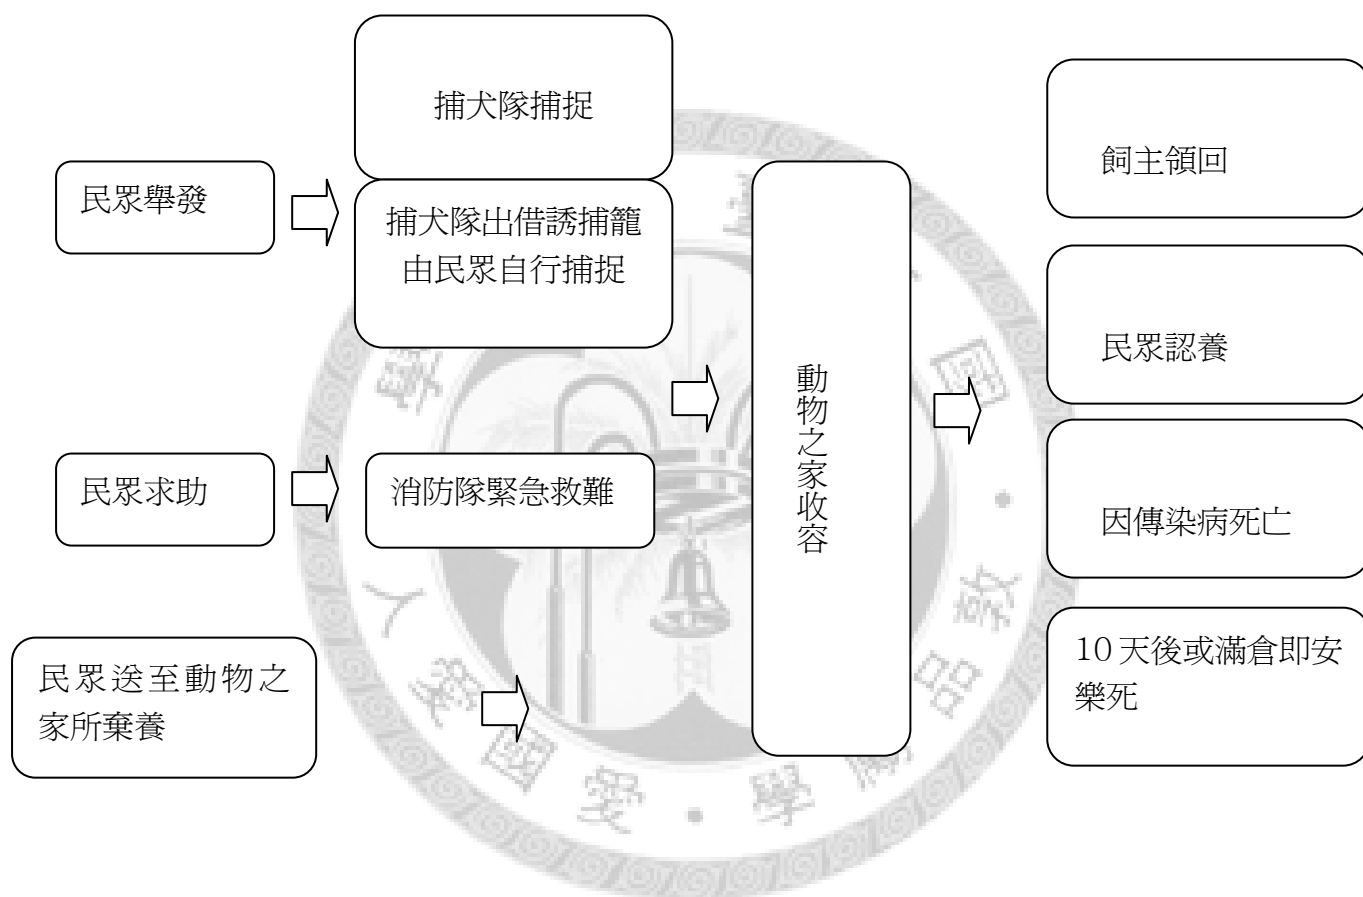 捕犬隊捕捉
民眾舉發
捕犬隊出借誘捕籠
由民眾自行捕捉
民眾求助
消防隊緊急救難
民眾送至動物之
家所棄養
動物之家收容
飼主領回
民眾認養
因傳染病死亡
10 天後或滿倉即安
樂死